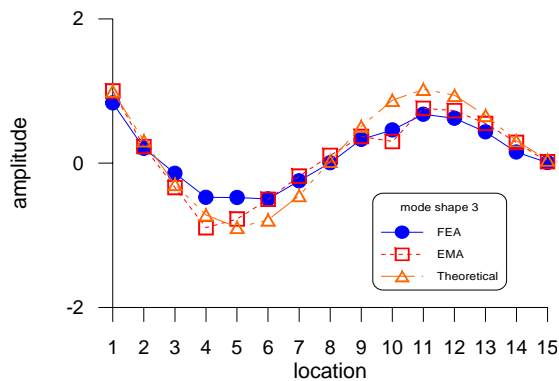 2
0
-2
amplitude
mode shape 3
FEA
EMA
Theoretical
1 2 3 4 5 6 7 8 9 10 11 12 13 14 15
location